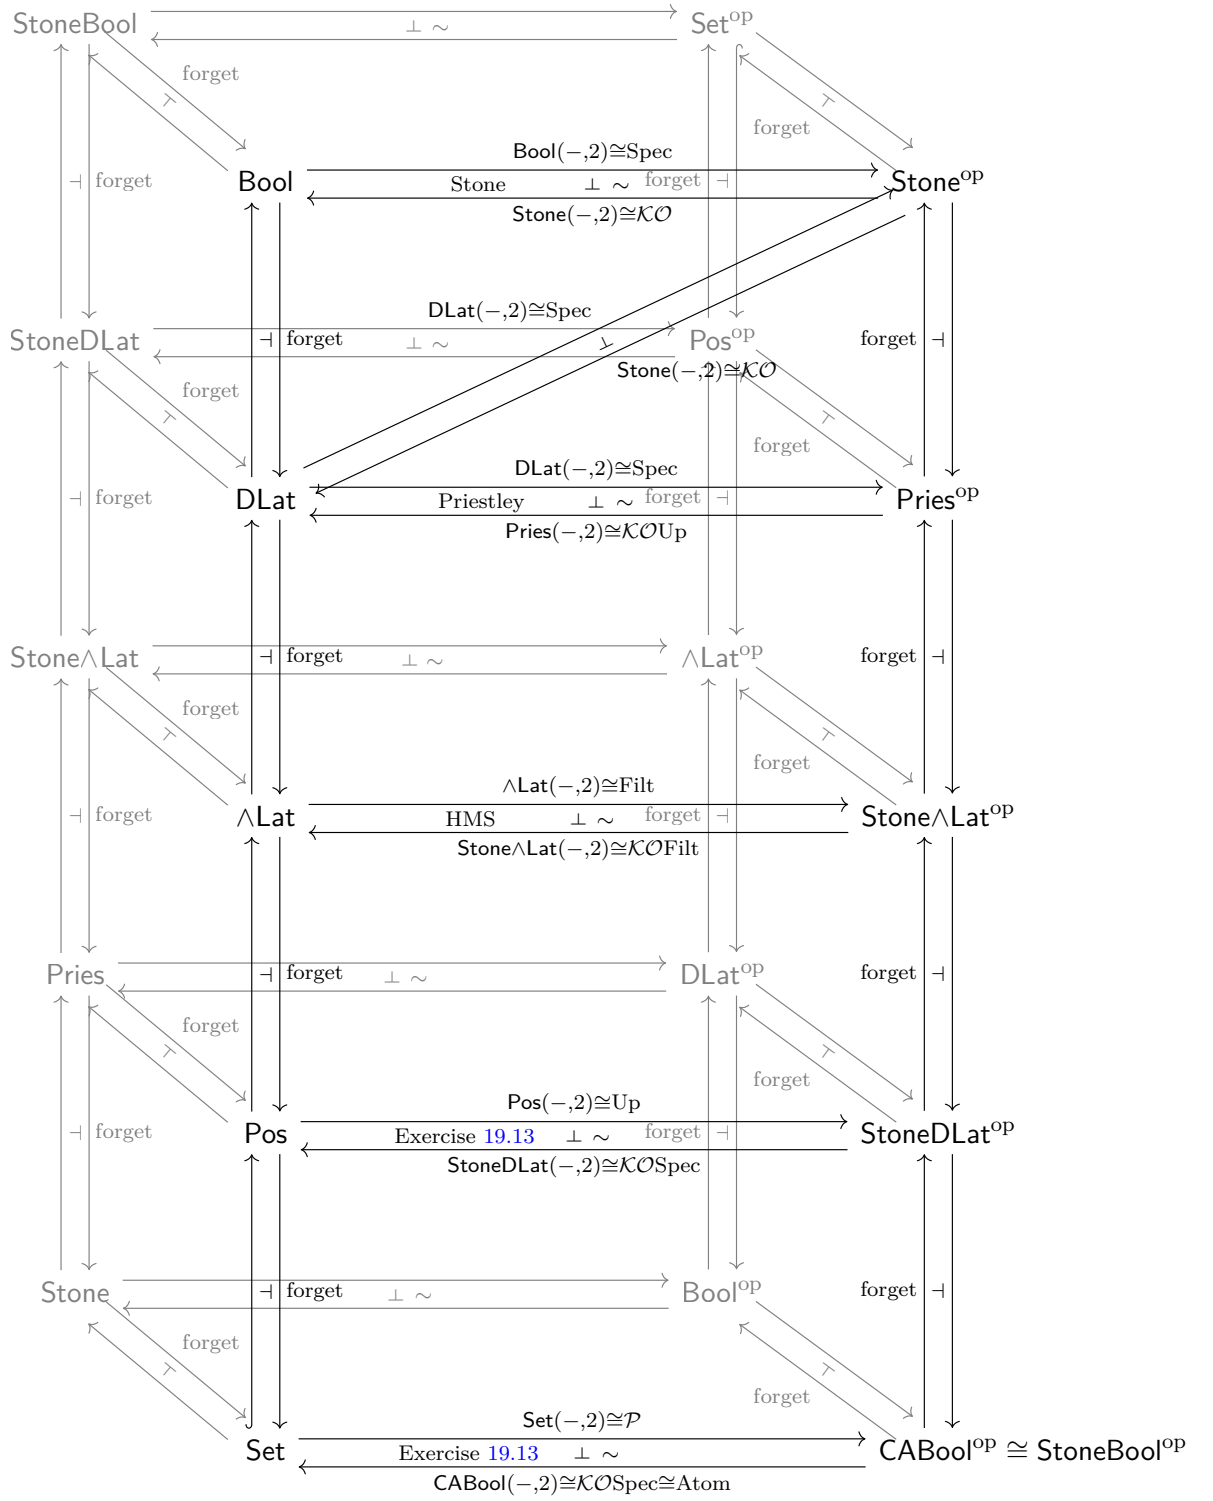 StoneBool ⊥ ∼ Set^op
forget
⊤ ⊤
forget
Bool(−,2)≅Spec
⊣ forget Bool Stone ⊥ ∼ forget ⊣ Stone^op
Stone(−,2)≅𝒦𝒪
DLat(−,2)≅Spec
StoneDLat ⊣ forget ⊥ ∼ ⊥ Pos^op forget ⊣
Stone(−,2)≅𝒦𝒪
forget
⊤ ⊤
forget
DLat(−,2)≅Spec
⊣ forget DLat Priestley ⊥ ∼ forget ⊣ Pries^op
Pries(−,2)≅𝒦𝒪Up
Stone∧Lat ⊣ forget ⊥ ∼ ∧Lat^op forget ⊣
forget
⊤ ⊤
forget
∧Lat(−,2)≅Filt
⊣ forget ∧Lat HMS ⊥ ∼ forget ⊣ Stone∧Lat^op
Stone∧Lat(−,2)≅𝒦𝒪Filt
Pries ⊣ forget ⊥ ∼ DLat^op forget ⊣
forget
⊤ ⊤
forget
Pos(−,2)≅Up
⊣ forget Pos Exercise 19.13 ⊥ ∼ forget ⊣ StoneDLat^op
StoneDLat(−,2)≅𝒦𝒪Spec
Stone ⊣ forget ⊥ ∼ Bool^op forget ⊣
forget
⊤ ⊤
forget
Set(−,2)≅𝒫
Set Exercise 19.13 ⊥ ∼ CABool^op ≅ StoneBool^op
CABool(−,2)≅𝒦𝒪Spec≅Atom